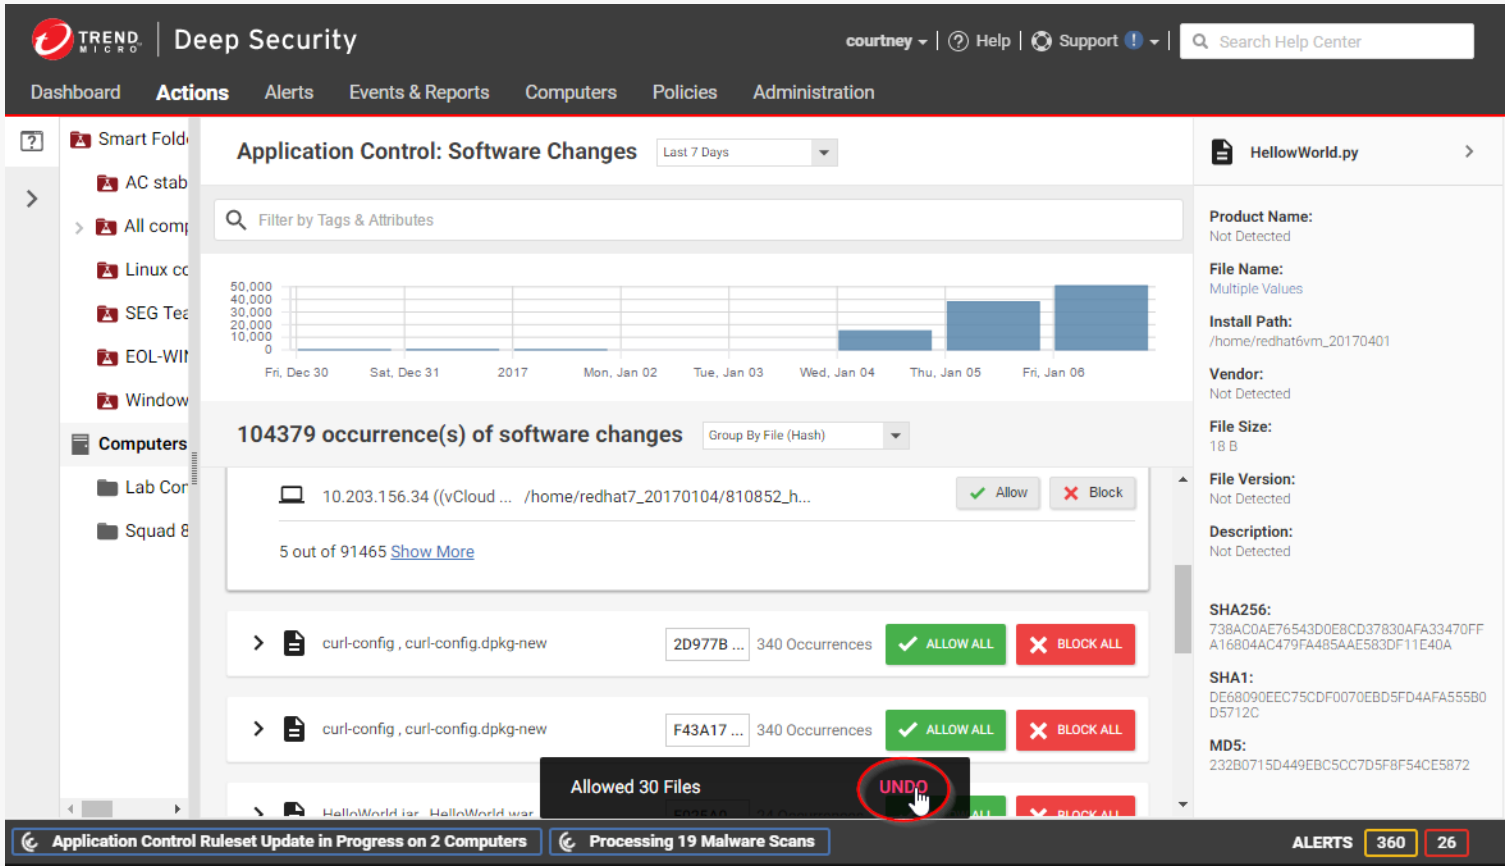 TREND MICRO | Deep Security
courtney | Help | Support ! | Search Help Center
Dashboard Actions Alerts Events & Reports Computers Policies Administration
Smart Folde
AC stab
All comp
Linux co
SEG Tea
EOL-WIN
Window
Computers
Lab Cor
Squad 8
Application Control: Software Changes Last 7 Days
Filter by Tags & Attributes
50,000
40,000
30,000
20,000
10,000
0
Fri, Dec 30 Sat, Dec 31 2017 Mon, Jan 02 Tue, Jan 03 Wed, Jan 04 Thu, Jan 05 Fri, Jan 06
104379 occurrence(s) of software changes Group By File (Hash)
10.203.156.34 ((vCloud ... /home/redhat7_20170104/810852_h... Allow Block
5 out of 91465 Show More
curl-config , curl-config.dpkg-new 2D977B ... 340 Occurrences ALLOW ALL BLOCK ALL
curl-config , curl-config.dpkg-new F43A17 ... 340 Occurrences ALLOW ALL BLOCK ALL
Allowed 30 Files UNDO
HelloWorld.jar , HelloWorld.war
HellowWorld.py
Product Name:
Not Detected
File Name:
Multiple Values
Install Path:
/home/redhat6vm_20170401
Vendor:
Not Detected
File Size:
18 B
File Version:
Not Detected
Description:
Not Detected
SHA256:
738AC0AE76543D0E8CD37830AFA33470FF
A16804AC479FA485AAE583DF11E40A
SHA1:
DE68090EEC75CDF0070EBD5FD4AFA555B0
D5712C
MD5:
232B0715D449EBC5CC7D5F8F54CE5872
Application Control Ruleset Update in Progress on 2 Computers Processing 19 Malware Scans ALERTS 360 26